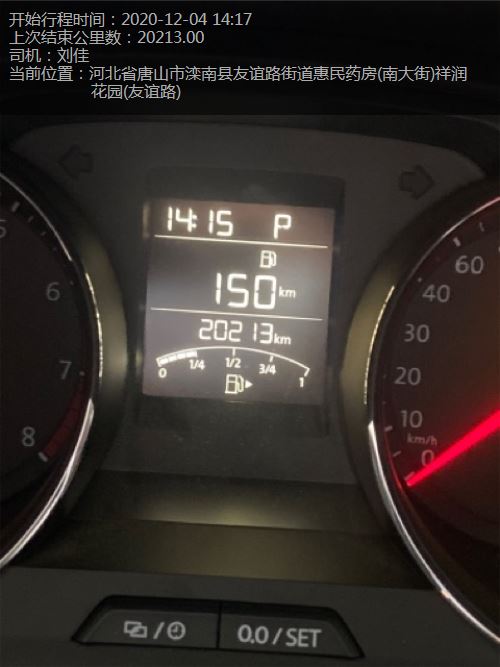 开始行程时间：2020-12-04 14:17
上次结束公里数：20213.00
司机：刘佳
当前位置：河北省唐山市滦南县友谊路街道惠民药房(南大街)祥润
花园(友谊路)
14:15 P
150 km
20213 km
0 1/4 1/2 3/4 1
6
7
8
60
40
30
20
10
km/h
0
0.0 / SET